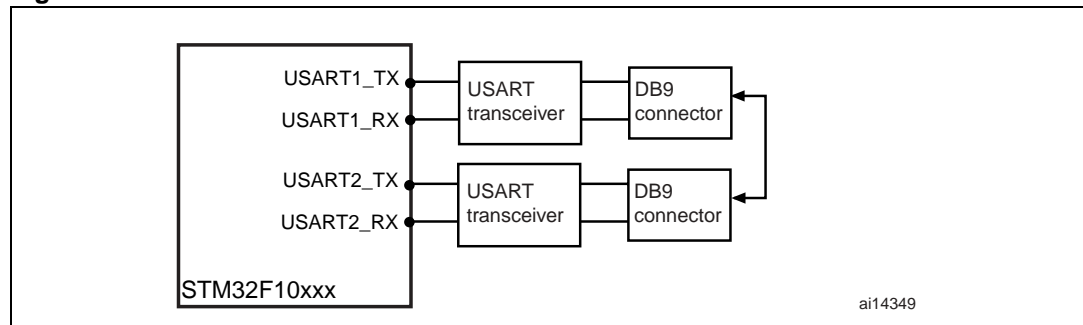 USART1_TX
USART1_RX
USART
transceiver
DB9
connector
USART2_TX
USART2_RX
USART
transceiver
DB9
connector
STM32F10xxx
ai14349